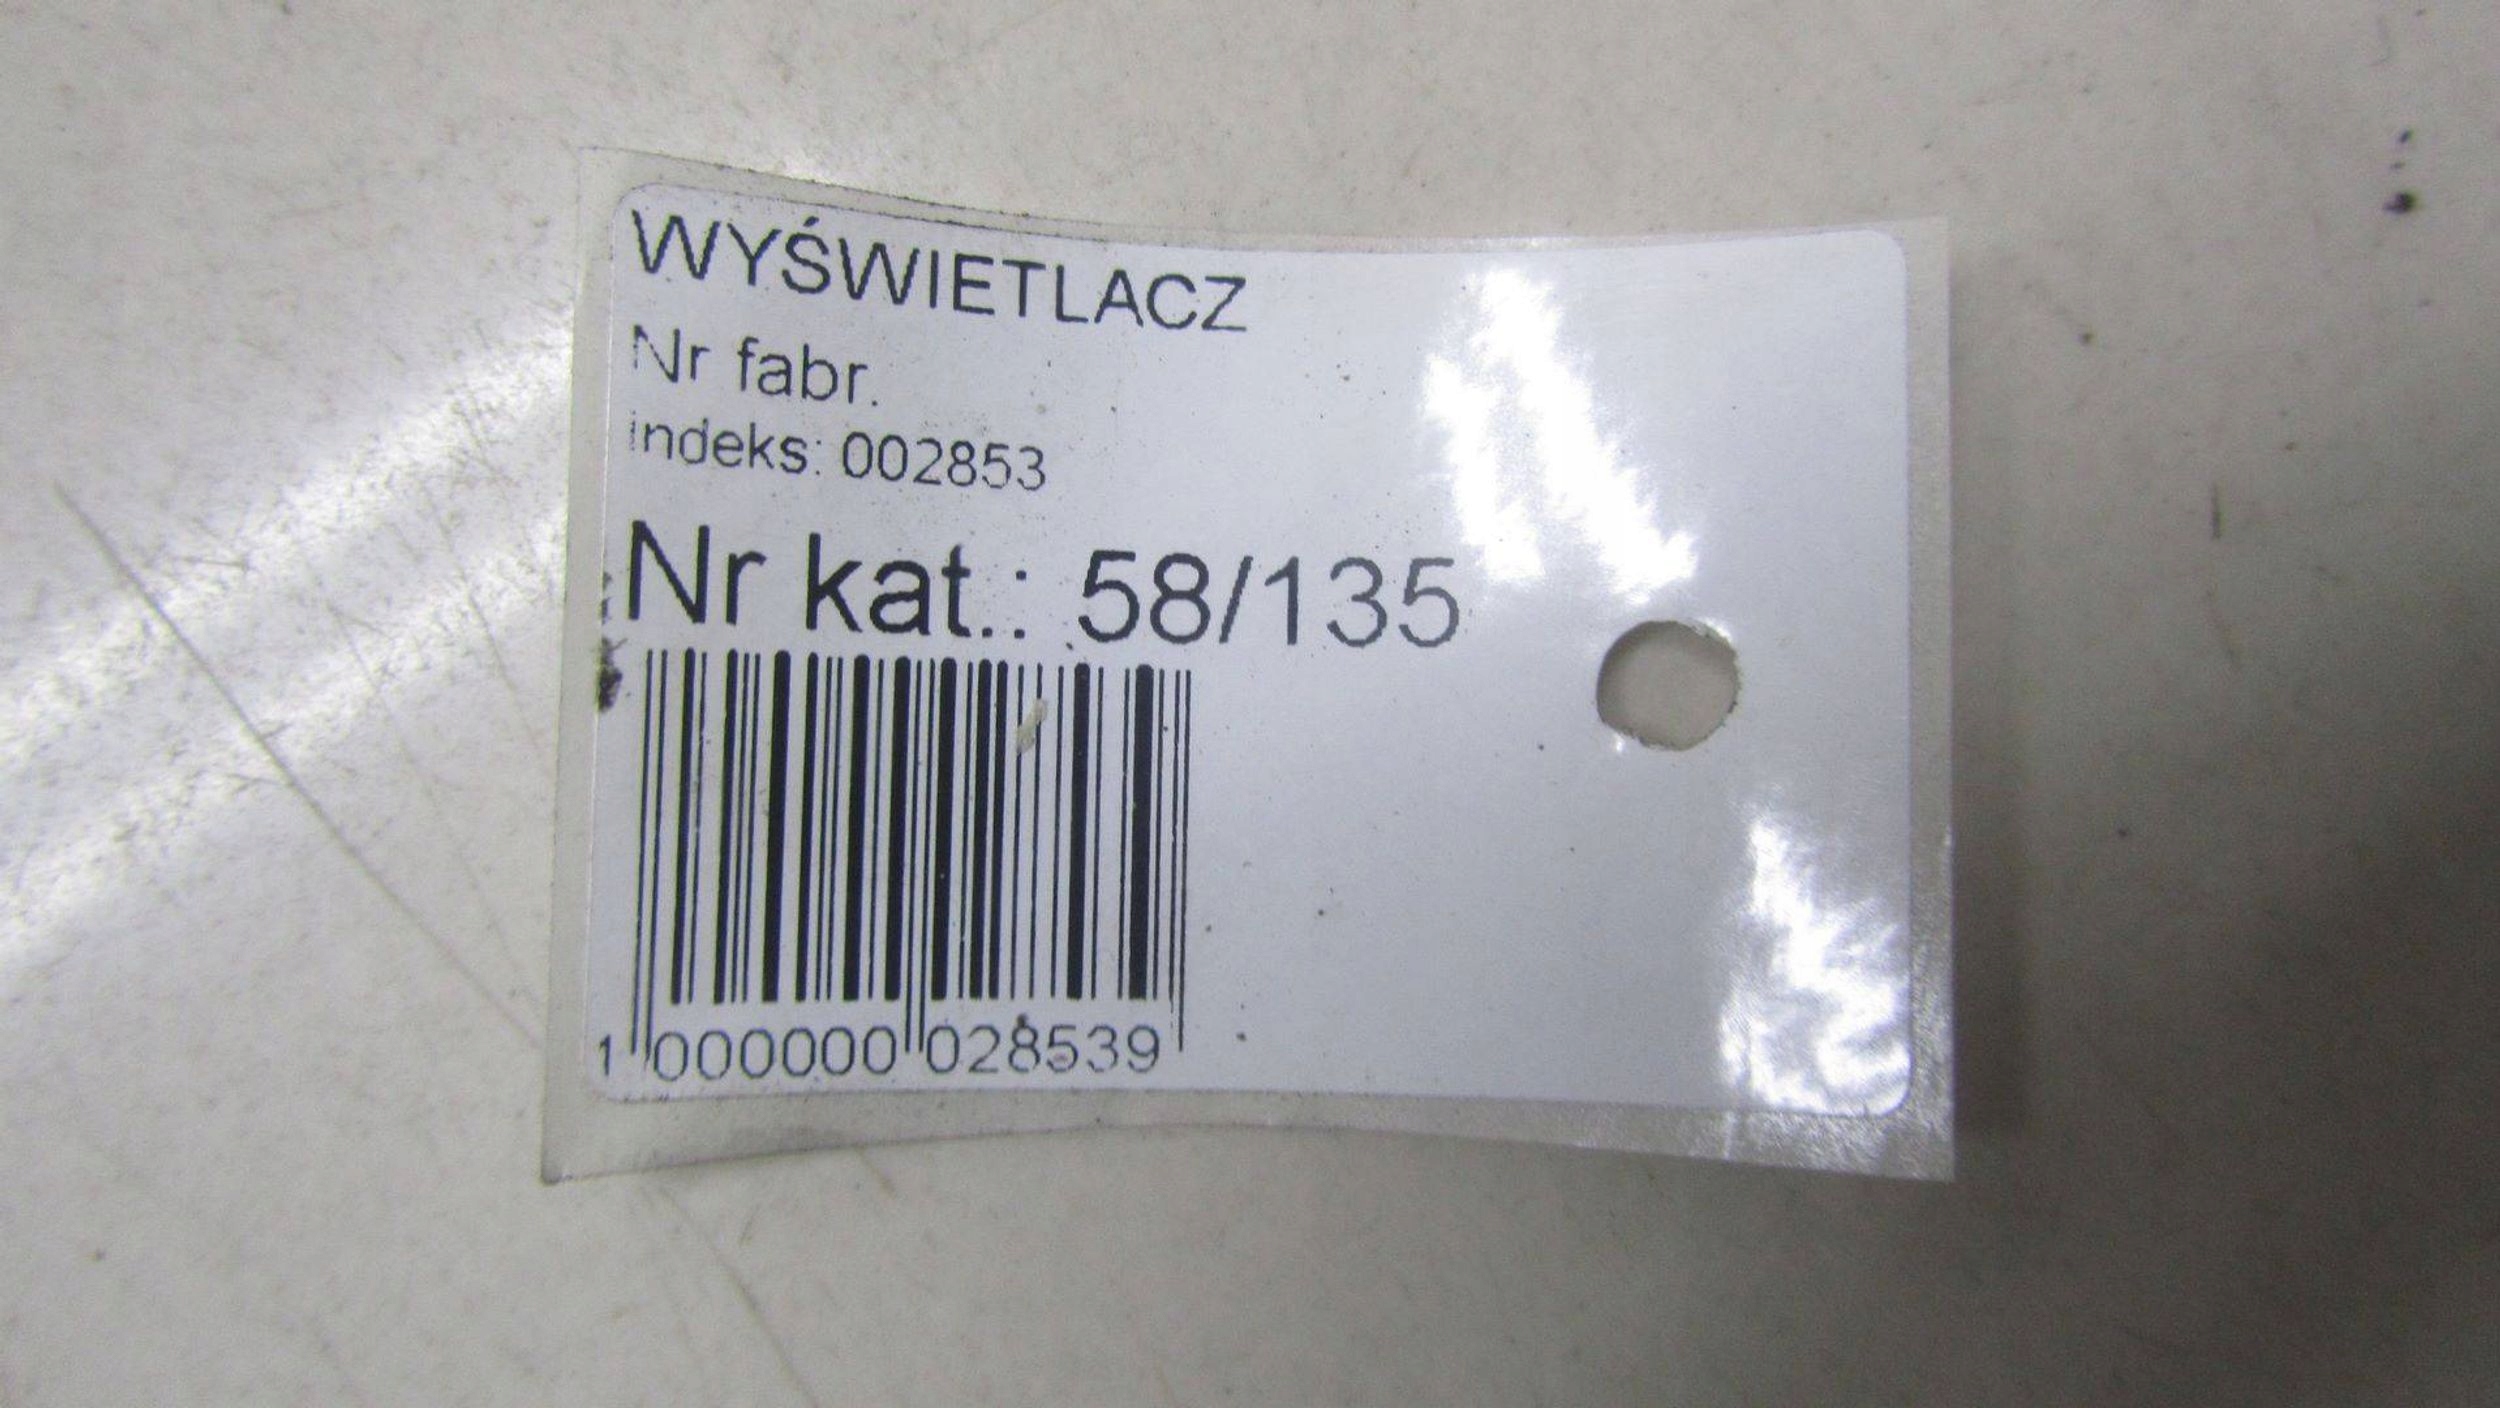 WYŚWIETLACZ
Nr fabr.
indeks: 002853
Nr kat.: 58/135
1 000000 028539